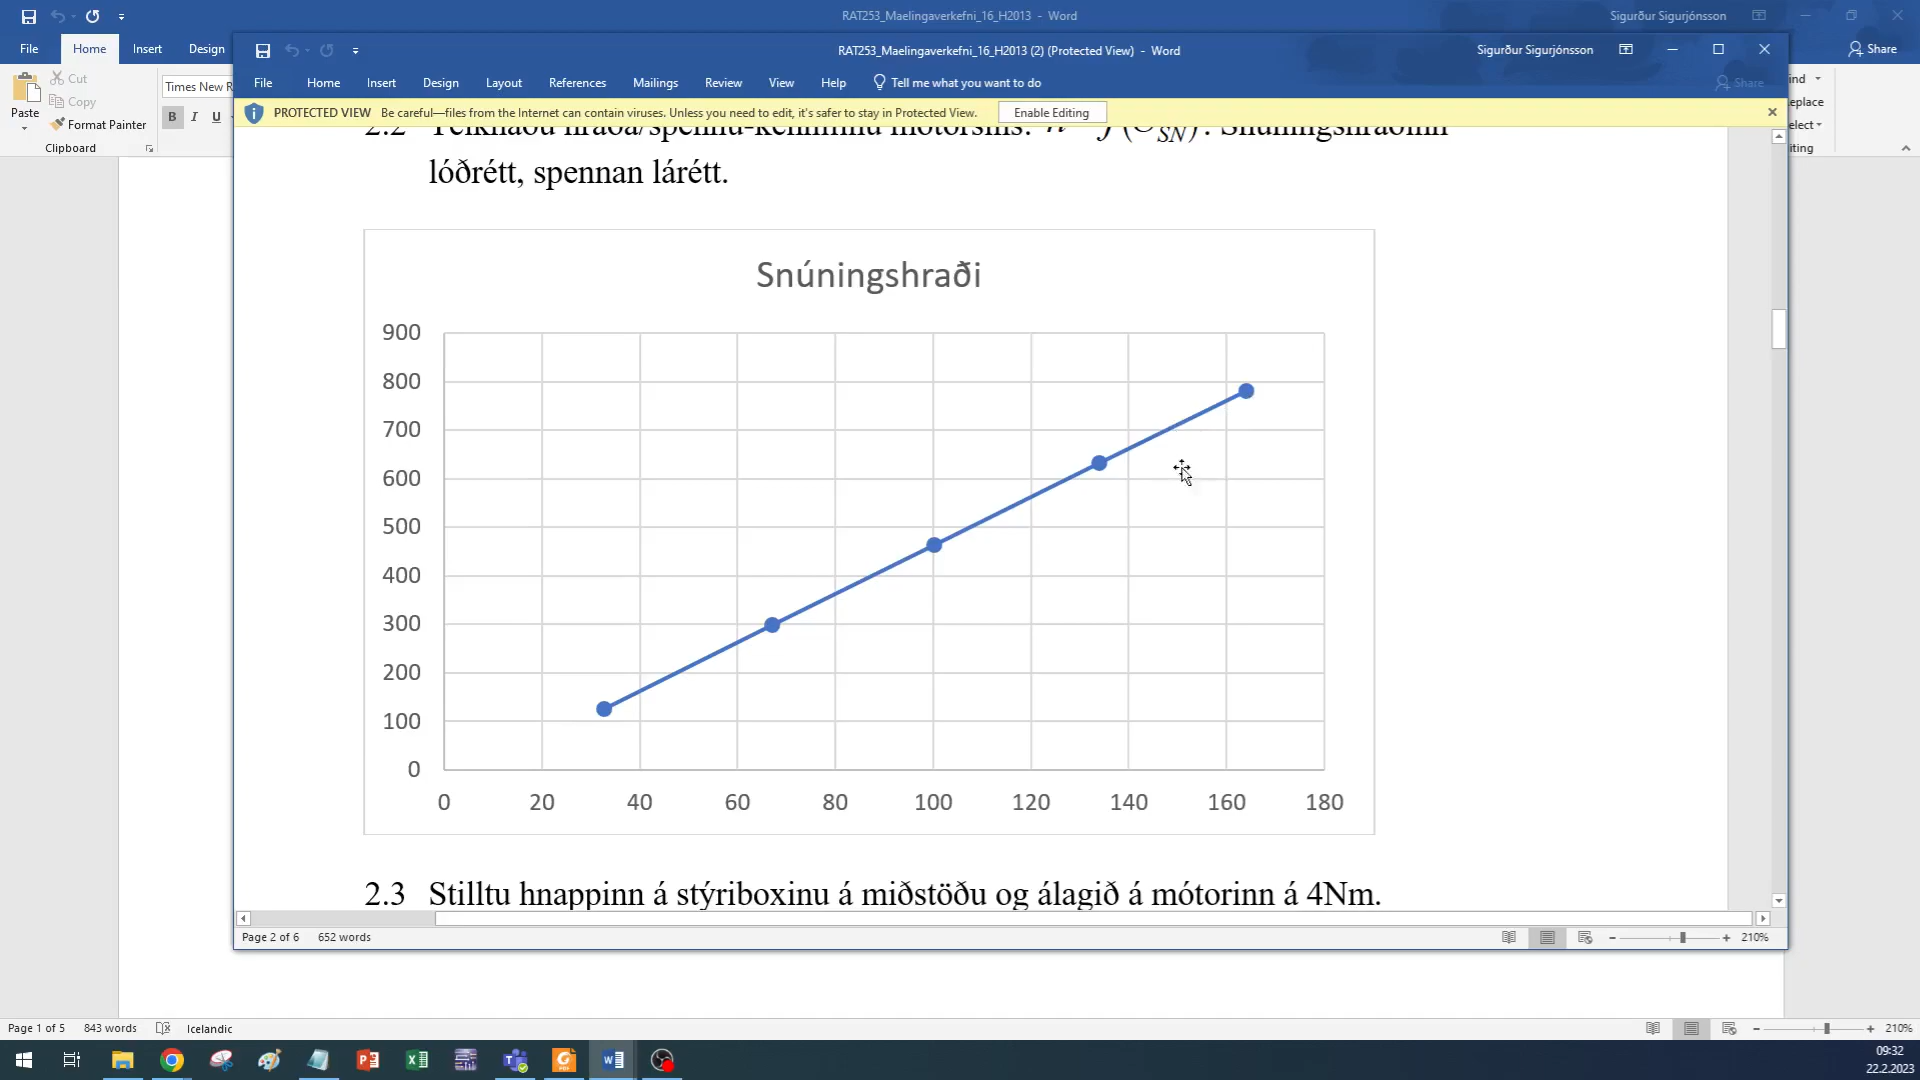 RAT253_Maelingaverkefni_16_H2013 - Word
Sigurður Sigurjónsson
File Home Insert Design
Share
RAT253_Maelingaverkefni_16_H2013 (2) (Protected View) - Word
Sigurður Sigurjónsson
File Home Insert Design Layout References Mailings Review View Help Tell me what you want to do
Share
Paste
Cut
Copy
Format Painter
Clipboard
Times New R
B I U
PROTECTED VIEW Be careful—files from the Internet can contain viruses. Unless you need to edit, it's safer to stay in Protected View. Enable Editing
lóðrétt, spennan lárétt.
Snúningshraði
900
800
700
600
500
400
300
200
100
0
0 20 40 60 80 100 120 140 160 180
2.3 Stilltu hnappinn á stýriboxinu á miðstöðu og álagið á mótorinn á 4Nm.
Page 2 of 6 652 words
210%
Page 1 of 5 843 words Icelandic
210%
09:32
22.2.2023